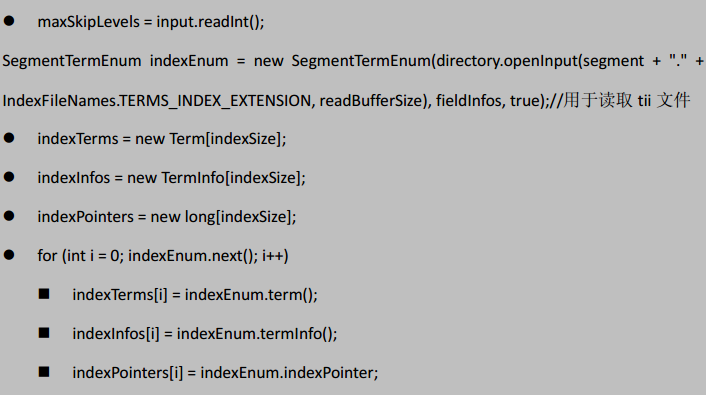 ● maxSkipLevels = input.readInt();
SegmentTermEnum indexEnum = new SegmentTermEnum(directory.openInput(segment + "." +
IndexFileNames.TERMS_INDEX_EXTENSION, readBufferSize), fieldInfos, true);//用于读取 tii 文件
● indexTerms = new Term[indexSize];
● indexInfos = new TermInfo[indexSize];
● indexPointers = new long[indexSize];
● for (int i = 0; indexEnum.next(); i++)
■ indexTerms[i] = indexEnum.term();
■ indexInfos[i] = indexEnum.termInfo();
■ indexPointers[i] = indexEnum.indexPointer;